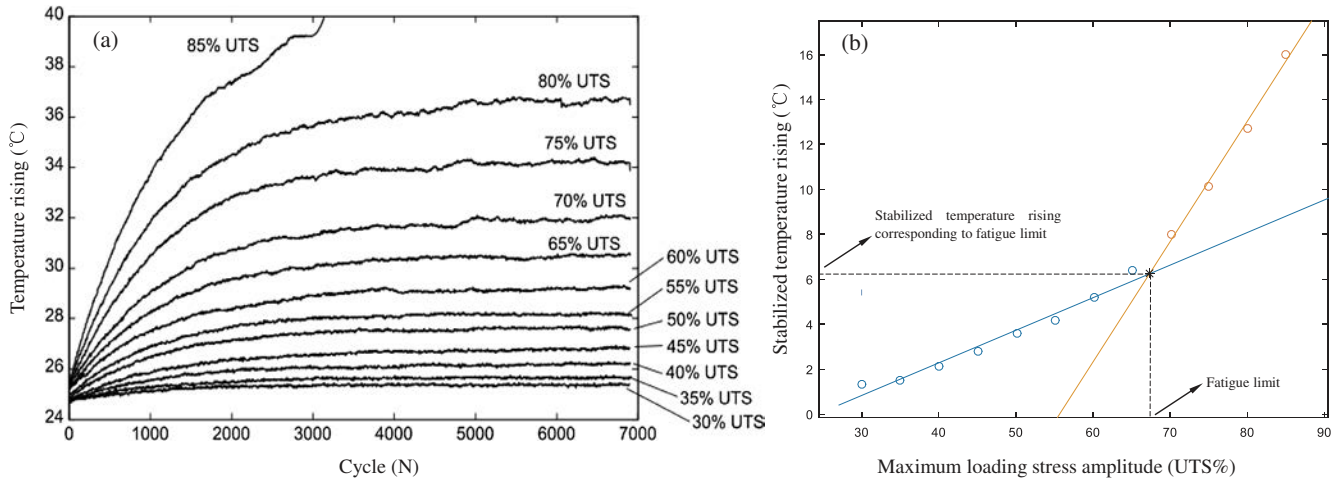 (a)
Temperature rising (℃)
40
38
36
34
32
30
28
26
24
0
1000
2000
3000
4000
5000
6000
7000
Cycle (N)
85% UTS
80% UTS
75% UTS
70% UTS
65% UTS
60% UTS
55% UTS
50% UTS
45% UTS
40% UTS
35% UTS
30% UTS
(b)
Stabilized temperature rising (℃)
16
14
12
10
8
6
4
2
0
30
40
50
60
70
80
90
Maximum loading stress amplitude (UTS%)
Stabilized temperature rising
corresponding to fatigue limit
Fatigue limit